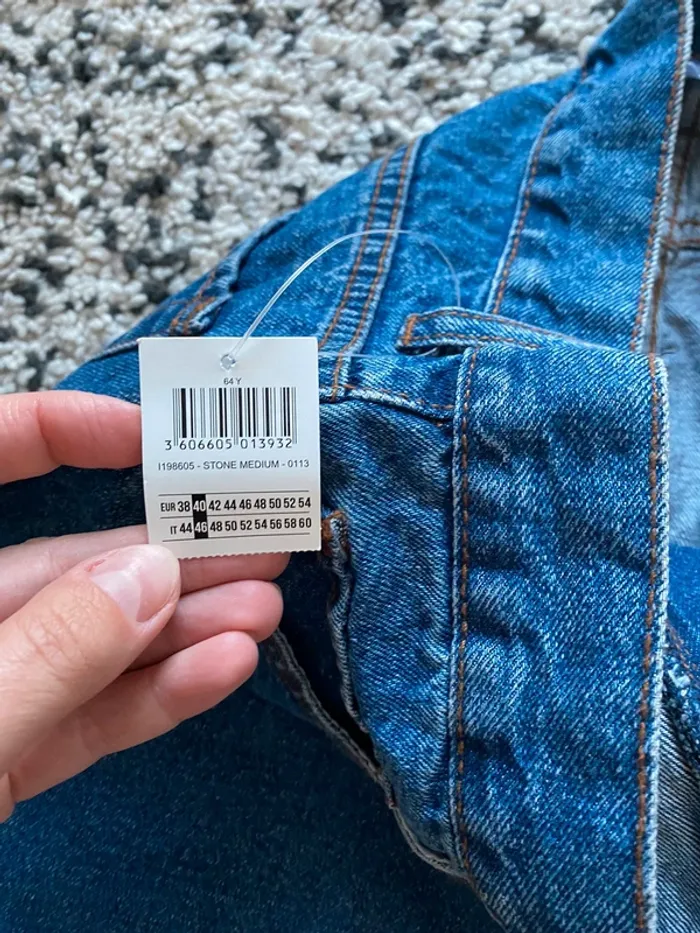 64 Y
3 606605 013932
I198605 - STONE MEDIUM - 0113
EUR 38 40 42 44 46 48 50 52 54
IT 44 46 48 50 52 54 56 58 60